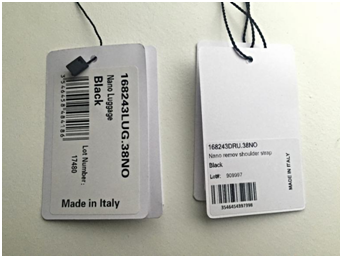 168243LUG.38NO
Nano Luggage
Black
Lot Number:
17480
Made in Italy
168243DRU.38NO
Nano remov shoulder strap
Black
Lot#:
MADE IN ITALY